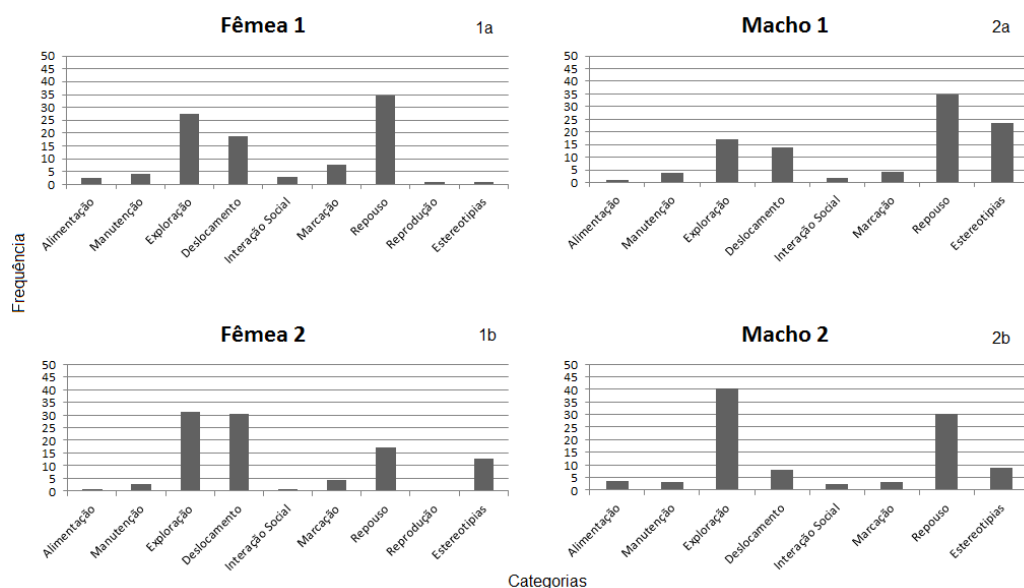 Fêmea 1
1a
50
45
40
35
30
25
20
15
10
5
0
Alimentação
Manutenção
Exploração
Deslocamento
Interação Social
Marcação
Repouso
Reprodução
Estereotipias
Macho 1
2a
50
45
40
35
30
25
20
15
10
5
0
Alimentação
Manutenção
Exploração
Deslocamento
Interação Social
Marcação
Repouso
Estereotipias
Frequência
Fêmea 2
1b
50
45
40
35
30
25
20
15
10
5
0
Alimentação
Manutenção
Exploração
Deslocamento
Interação Social
Marcação
Repouso
Reprodução
Estereotipias
Macho 2
2b
50
45
40
35
30
25
20
15
10
5
0
Alimentação
Manutenção
Exploração
Deslocamento
Interação Social
Marcação
Repouso
Estereotipias
Categorias